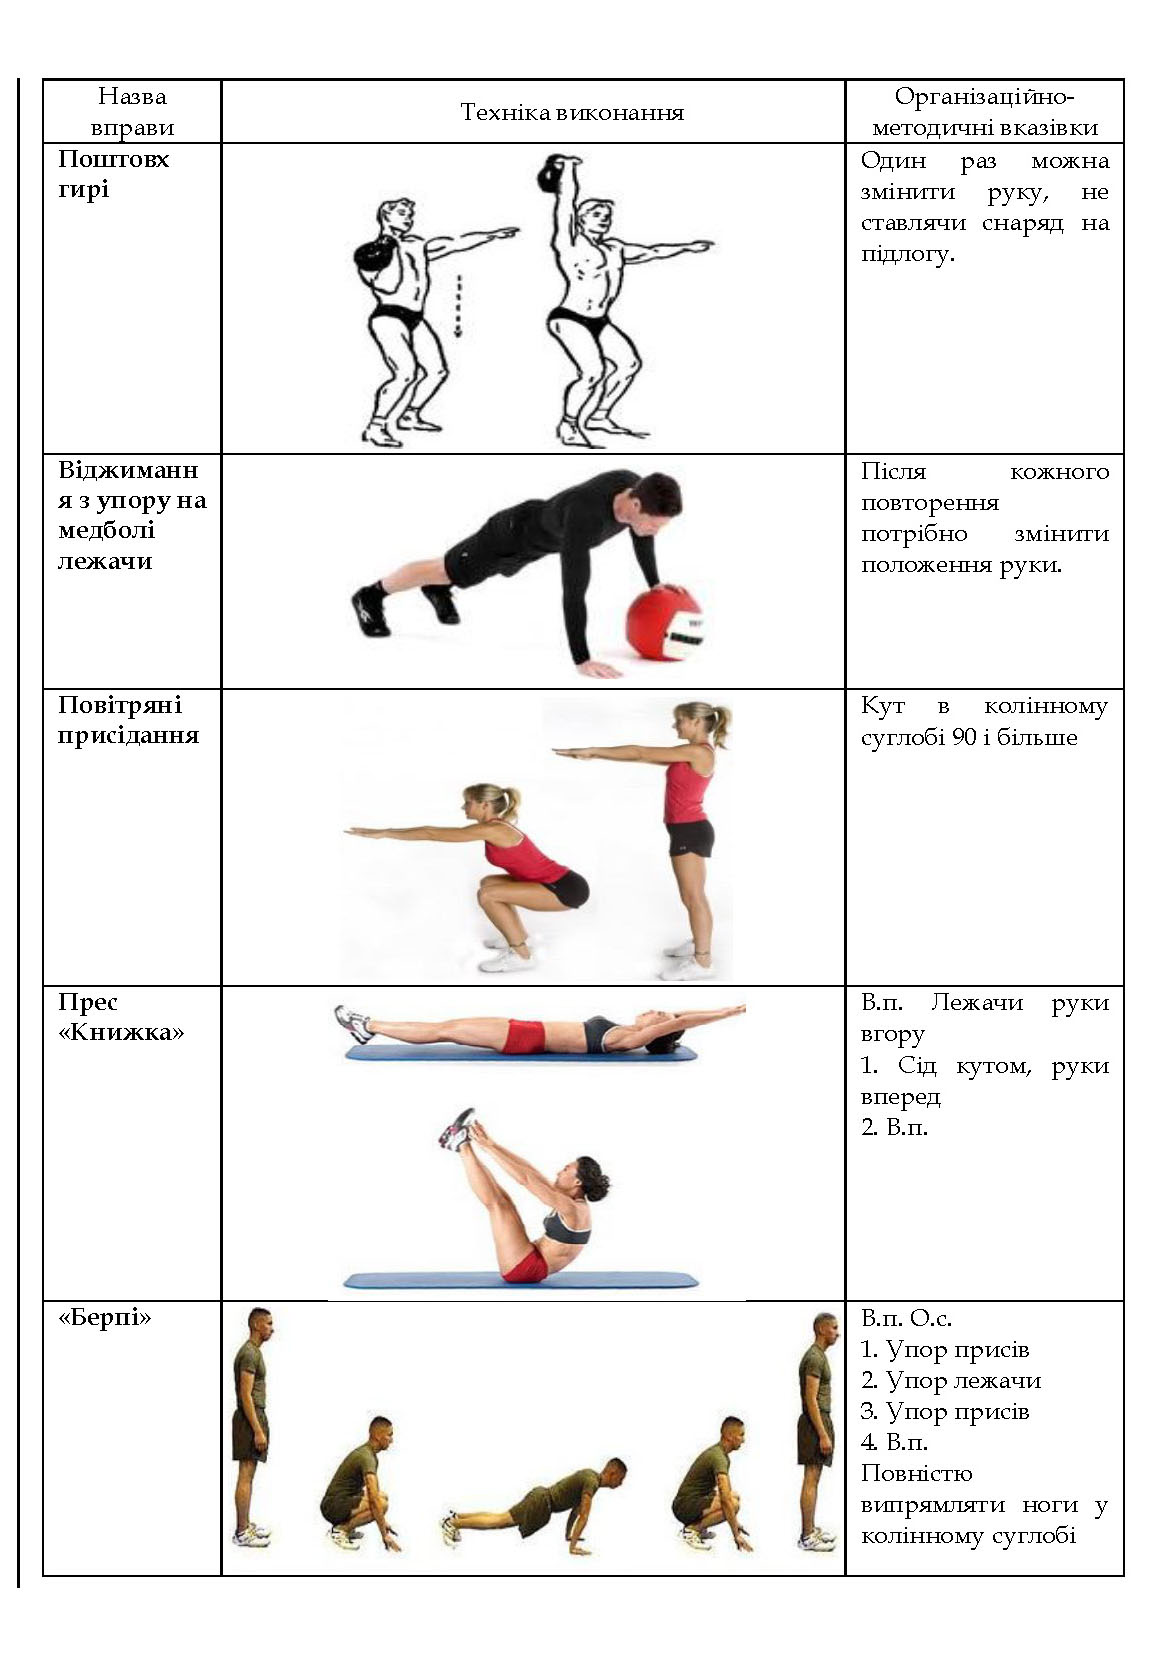 Назва
вправи
Техніка виконання
Організаційно-
методичні вказівки
Поштовх
гирі
Один раз можна
змінити руку, не
ставлячи снаряд на
підлогу.
Віджиманн
я з упору на
медболі
лежачи
Після кожного
повторення
потрібно змінити
положення руки.
Повітряні
присідання
Кут в колінному
суглобі 90 і більше
Прес
«Книжка»
В.п. Лежачи руки
вгору
1. Сід кутом, руки
вперед
2. В.п.
«Берпі»
В.п. О.с.
1. Упор присів
2. Упор лежачи
3. Упор присів
4. В.п.
Повністю
випрямляти ноги у
колінному суглобі